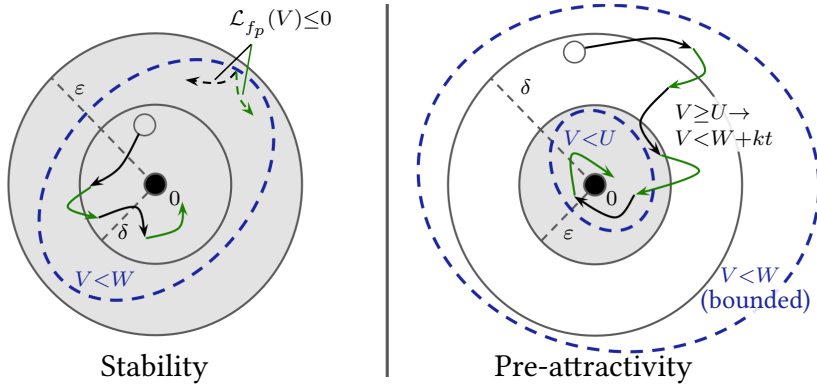 𝓛_{f_p}(V)≤0
ε
0
δ
V<W
Stability
δ
V≥U→
V<W+kt
V<U
0
ε
V<W
(bounded)
Pre-attractivity